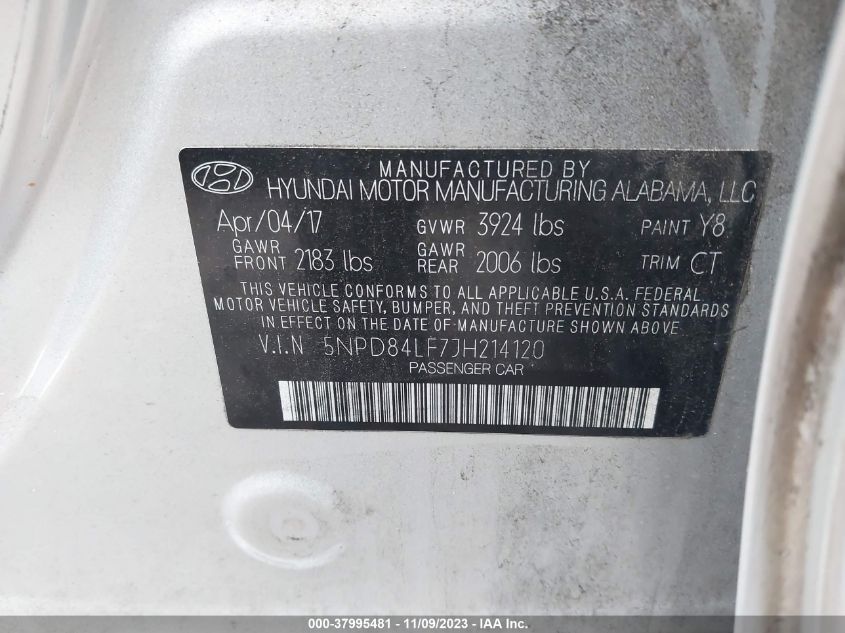 MANUFACTURED BY
HYUNDAI MOTOR MANUFACTURING ALABAMA, LLC
Apr/04/17 GVWR 3924 lbs PAINT Y8
GAWR FRONT 2183 lbs GAWR REAR 2006 lbs TRIM CT
THIS VEHICLE CONFORMS TO ALL APPLICABLE U.S.A. FEDERAL
MOTOR VEHICLE SAFETY, BUMPER, AND THEFT PREVENTION STANDARDS
IN EFFECT ON THE DATE OF MANUFACTURE SHOWN ABOVE
V.I.N 5NPD84LF7JH214120
PASSENGER CAR
000-37995481 - 11/09/2023 - iaai.com